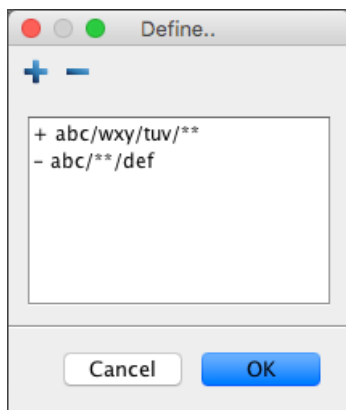 Define..
+ abc/wxy/tuv/**
– abc/**/def
Cancel
OK